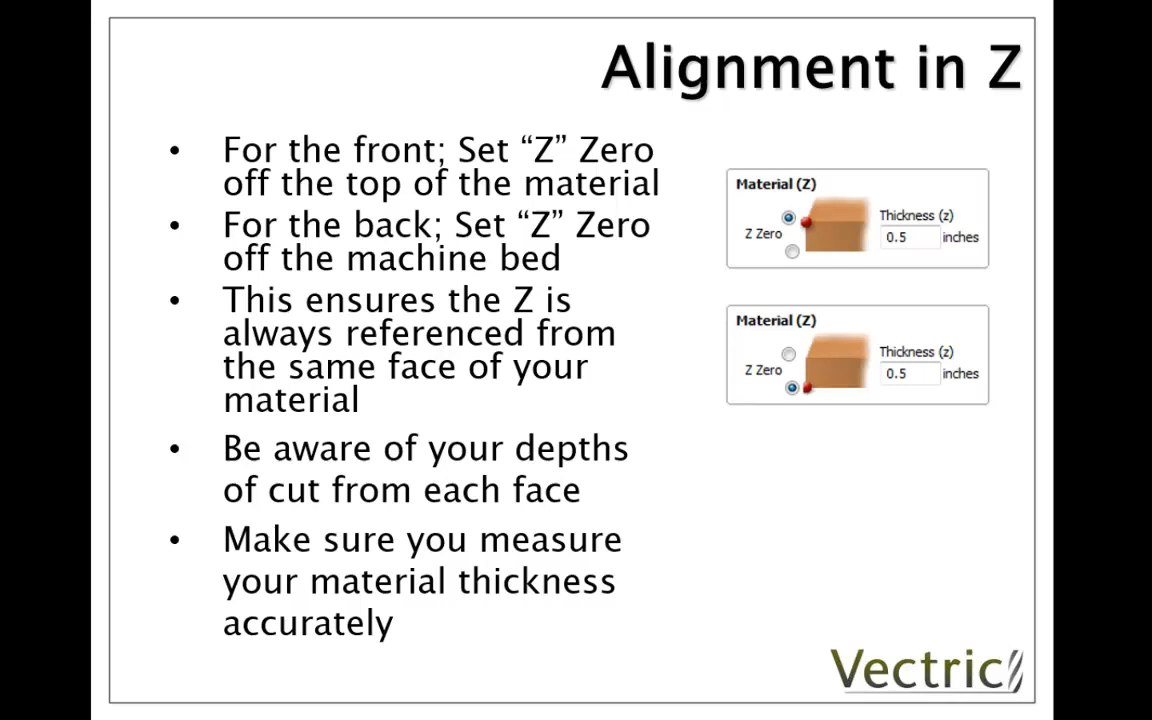 Alignment in Z
• For the front; Set “Z” Zero
off the top of the material
• For the back; Set “Z” Zero
off the machine bed
• This ensures the Z is
always referenced from
the same face of your
material
• Be aware of your depths
of cut from each face
• Make sure you measure
your material thickness
accurately
Material (Z)
Thickness (z)
Z Zero
0.5 inches
Material (Z)
Thickness (z)
Z Zero
0.5 inches
Vectric